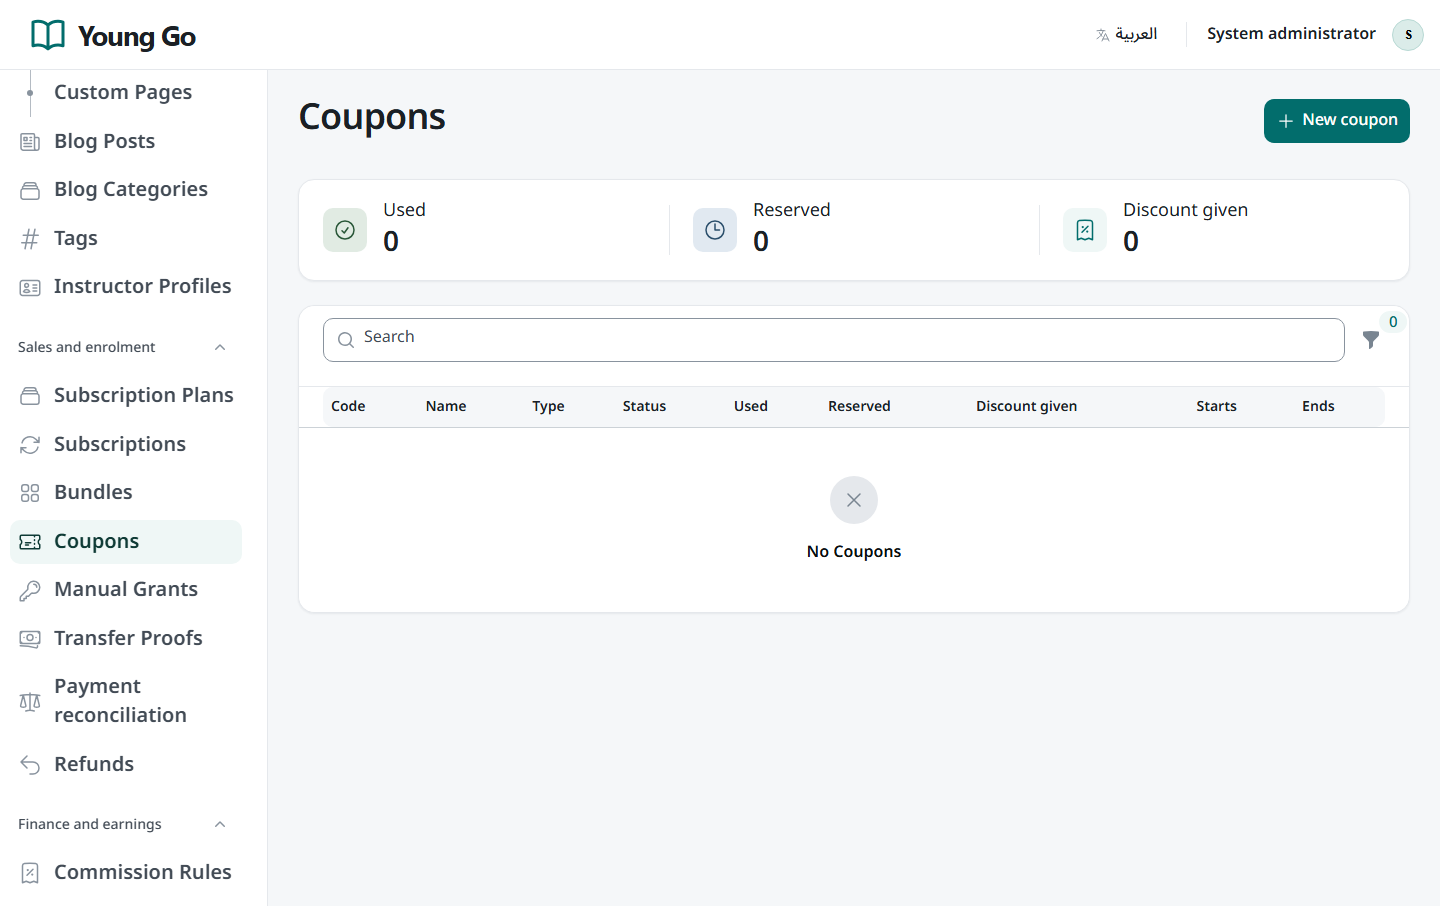 Young Go
العربية
System administrator
S
Custom Pages
Blog Posts
Blog Categories
Tags
Instructor Profiles
Sales and enrolment
Subscription Plans
Subscriptions
Bundles
Coupons
Manual Grants
Transfer Proofs
Payment
reconciliation
Refunds
Finance and earnings
Commission Rules
Coupons
New coupon
Used
0
Reserved
0
Discount given
0
Search
0
Code Name Type Status Used Reserved Discount given Starts Ends
No Coupons